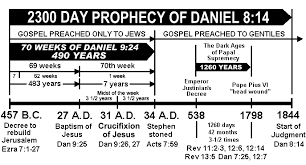 2300 DAY PROPHECY OF DANIEL 8:14
GOSPEL PREACHED ONLY TO JEWS
GOSPEL PREACHED TO GENTILES
70 WEEKS OF DANIEL 9:24
490 YEARS
69 weeks
70th week
7
62 weeks
1 week
483 years
7 years
Midst of the week
3-1/2 years
3-1/2 years
The Dark Ages
of Papal
Supremecy
1260 YEARS
Emperor
Justinian's
Decree
Pope Pius VI
"head wound"
457 B.C.
Decree to
rebuild
Jerusalem
Ezra 7:1-27
27 A.D.
Baptism of
Jesus
Dan 9:25
31 A.D.
Crucifixion
of Jesus
Dan 9:26, 27
34 A.D.
Stephen
stoned
Acts 7:59
538
1260 days
42 months
3-1/2 times
Rev 11:2-3, 12:6, 12:14
Rev 13:5 Dan 7:25, 12:7
1798
1844
Start of
Judgment
Dan 8:14